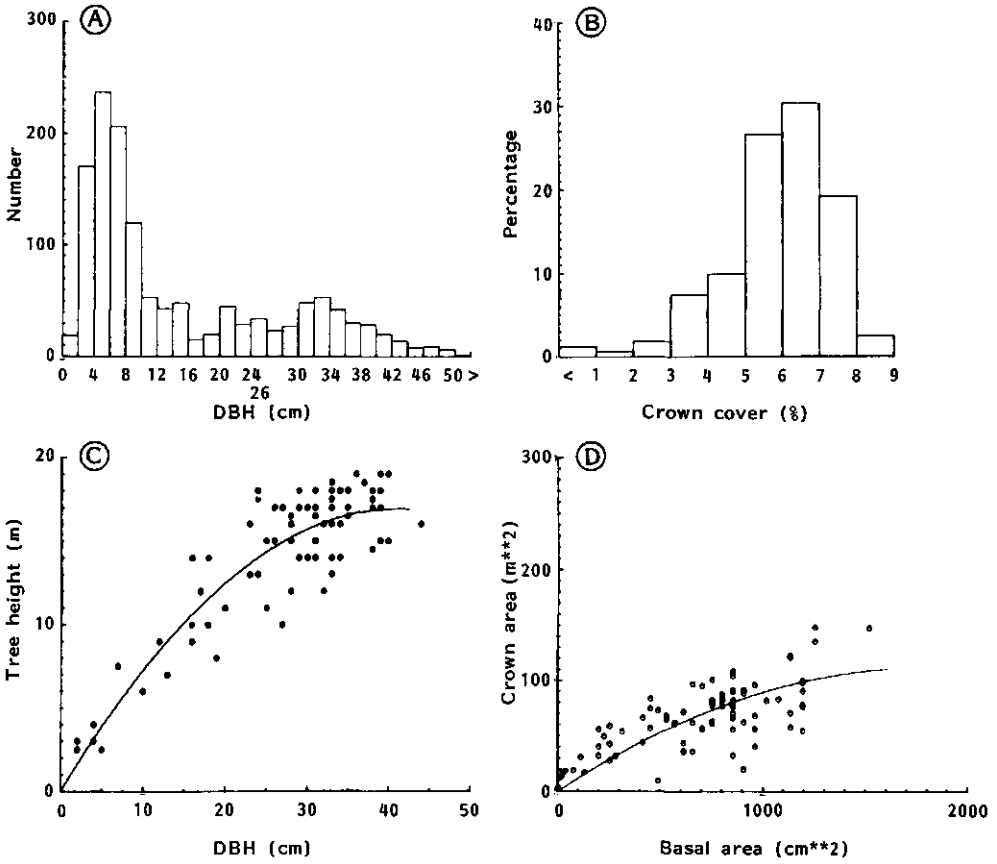 A
300
200
100
0
Number
0 4 8 12 16 18 24 30 34 38 42 46 50 >
26
DBH (cm)
B
40
30
20
10
0
Percentage
< 1 2 3 4 5 6 7 8 9
Crown cover (%)
C
20
10
0
Tree height (m)
0 10 20 30 40 50
DBH (cm)
D
300
200
100
0
Crown area (m**2)
0 1000 2000
Basal area (cm**2)